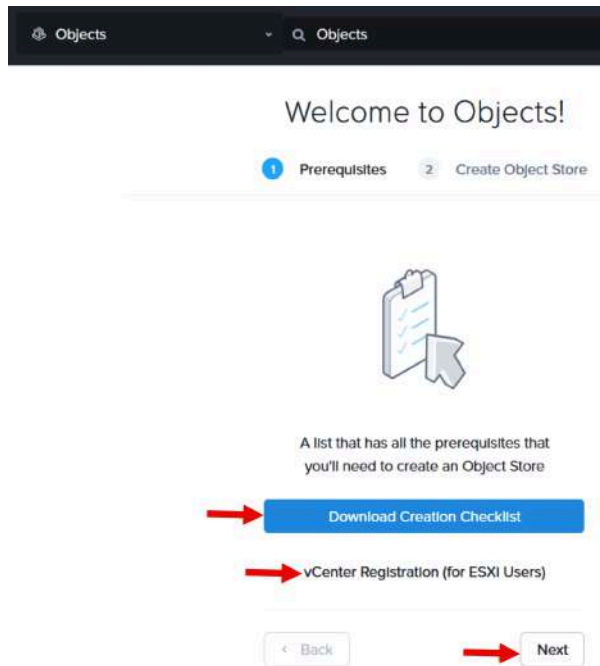 Objects
Objects
Welcome to Objects!
1 Prerequisites 2 Create Object Store
A list that has all the prerequisites that
you'll need to create an Object Store
Download Creation Checklist
vCenter Registration (for ESXI Users)
< Back Next